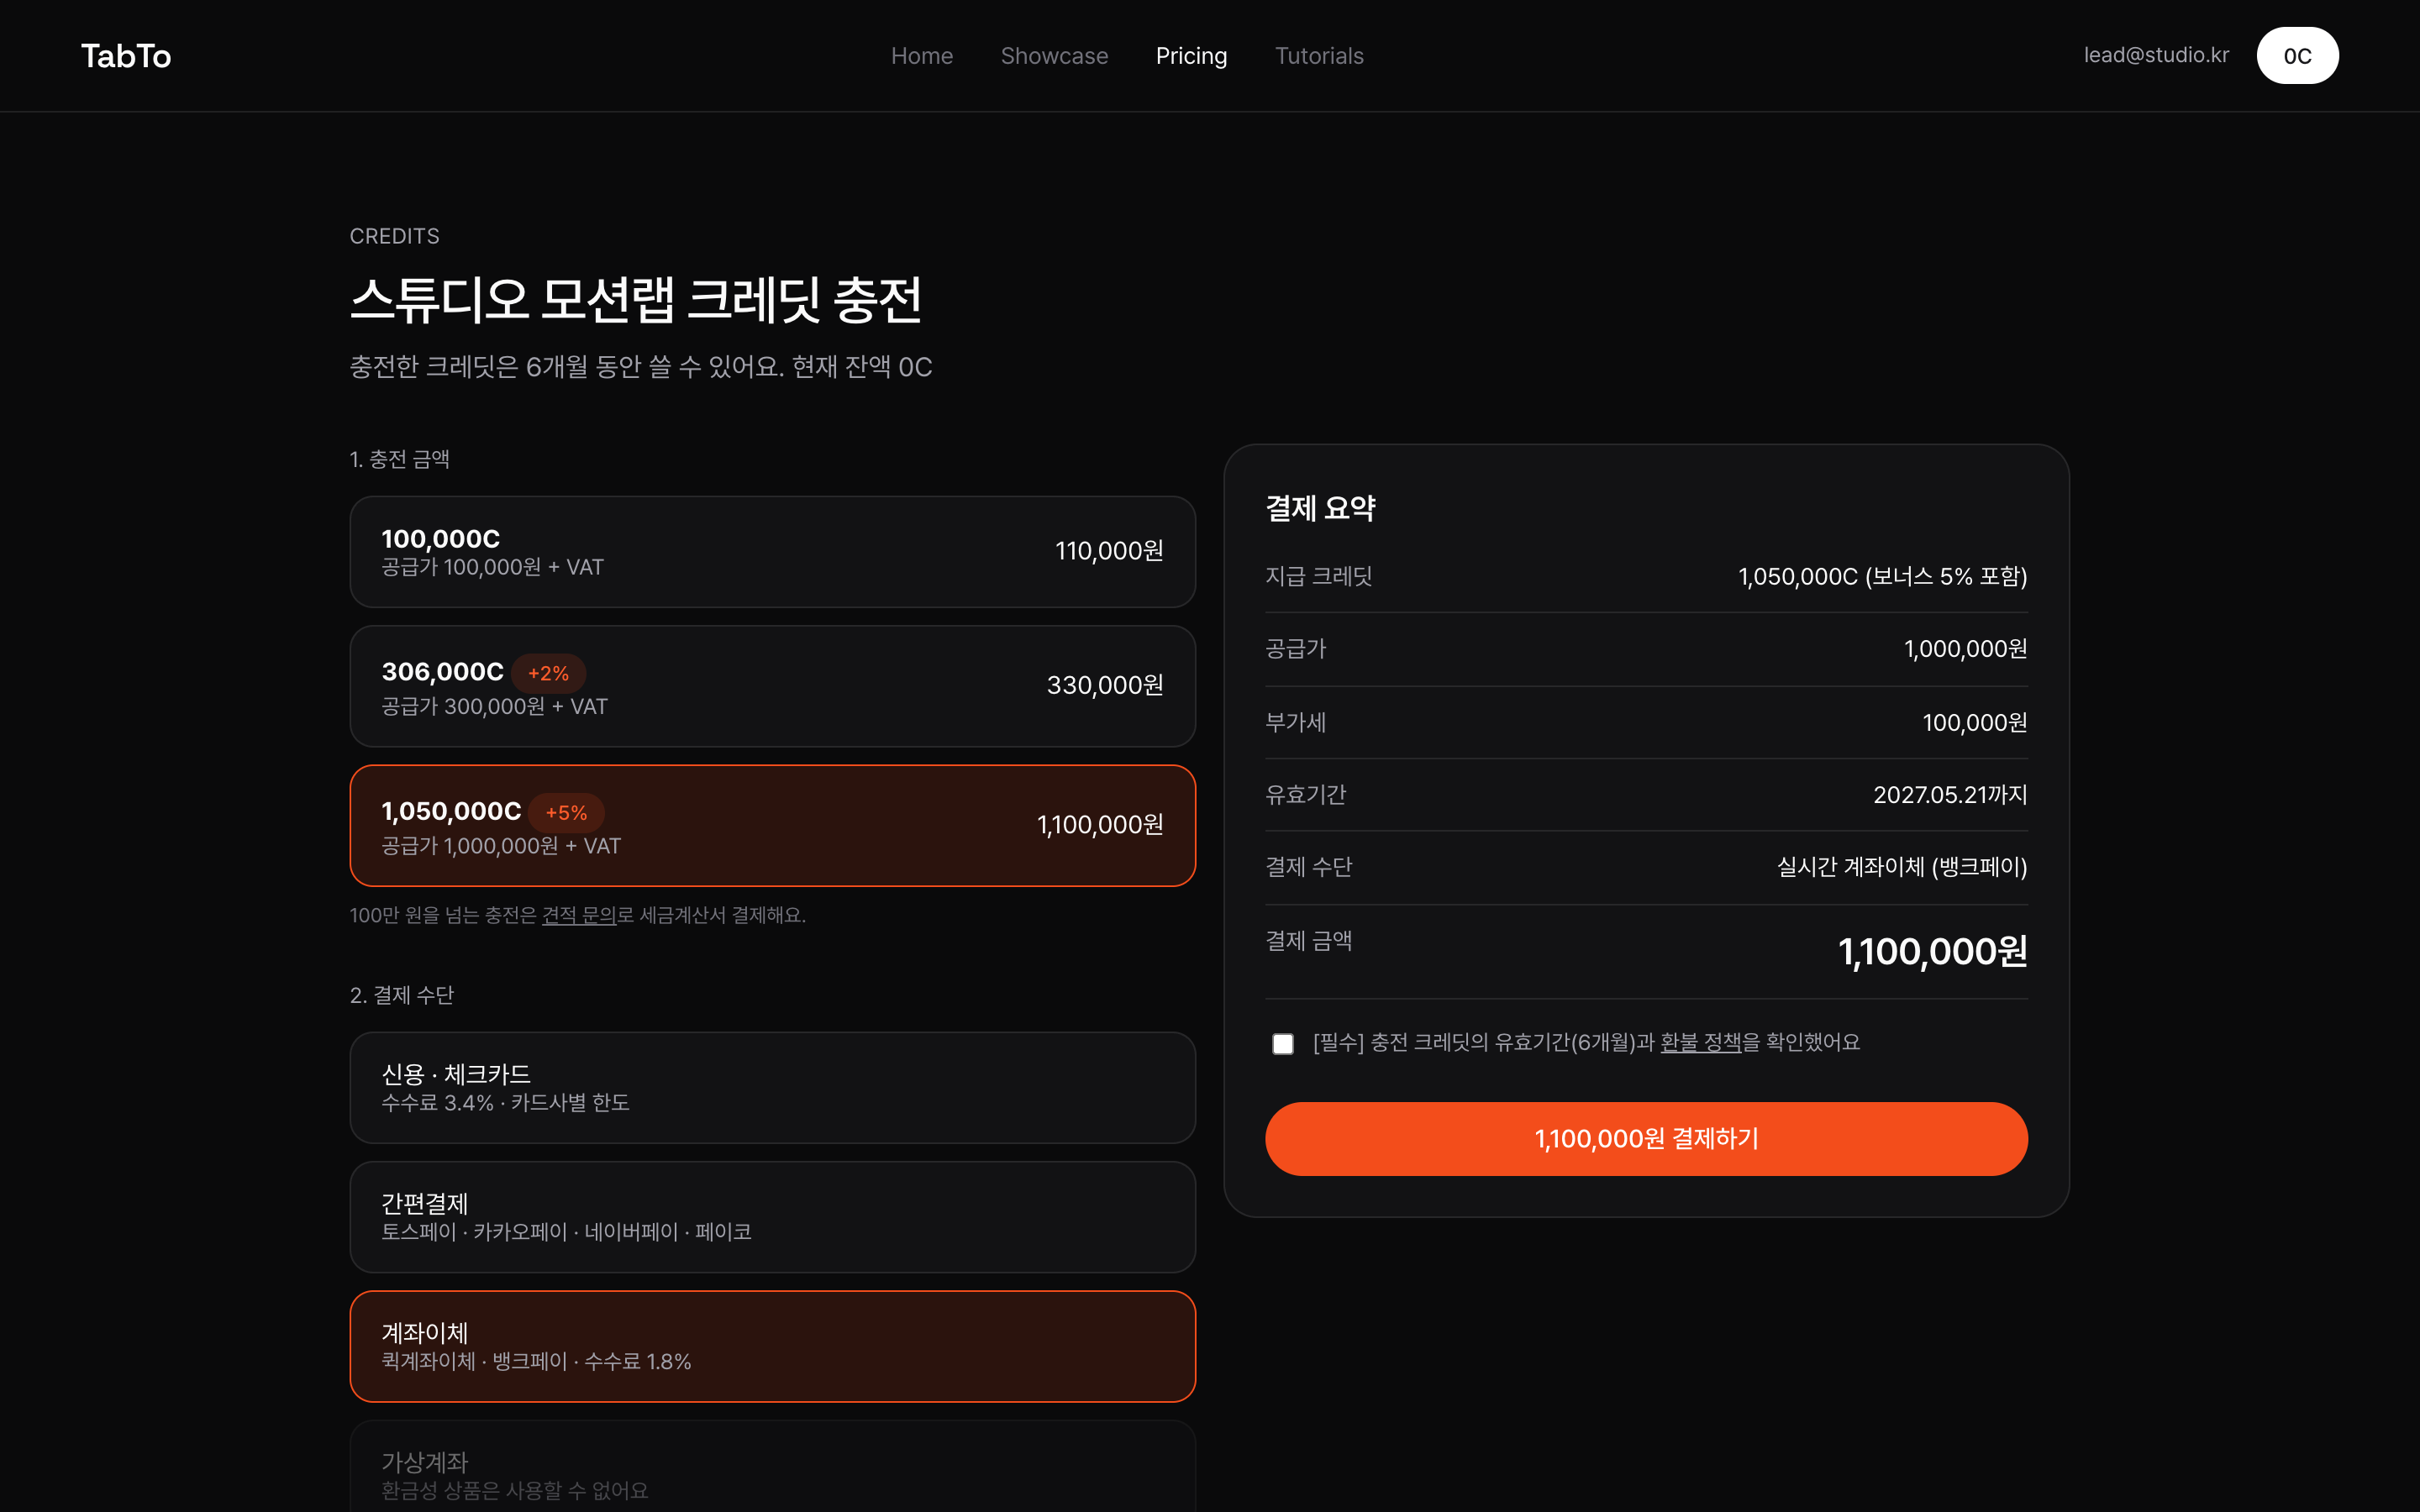 TabTo
Home
Showcase
Pricing
Tutorials
lead@studio.kr
0C
CREDITS
스튜디오 모션랩 크레딧 충전
충전한 크레딧은 6개월 동안 쓸 수 있어요. 현재 잔액 0C
1. 충전 금액
100,000C
공급가 100,000원 + VAT
110,000원
306,000C +2%
공급가 300,000원 + VAT
330,000원
1,050,000C +5%
공급가 1,000,000원 + VAT
1,100,000원
100만 원을 넘는 충전은 견적 문의로 세금계산서 결제해요.
2. 결제 수단
신용 · 체크카드
수수료 3.4% · 카드사별 한도
간편결제
토스페이 · 카카오페이 · 네이버페이 · 페이코
계좌이체
퀵계좌이체 · 뱅크페이 · 수수료 1.8%
가상계좌
환금성 상품은 사용할 수 없어요
결제 요약
지급 크레딧 1,050,000C (보너스 5% 포함)
공급가 1,000,000원
부가세 100,000원
유효기간 2027.05.21까지
결제 수단 실시간 계좌이체 (뱅크페이)
결제 금액 1,100,000원
[필수] 충전 크레딧의 유효기간(6개월)과 환불 정책을 확인했어요
1,100,000원 결제하기